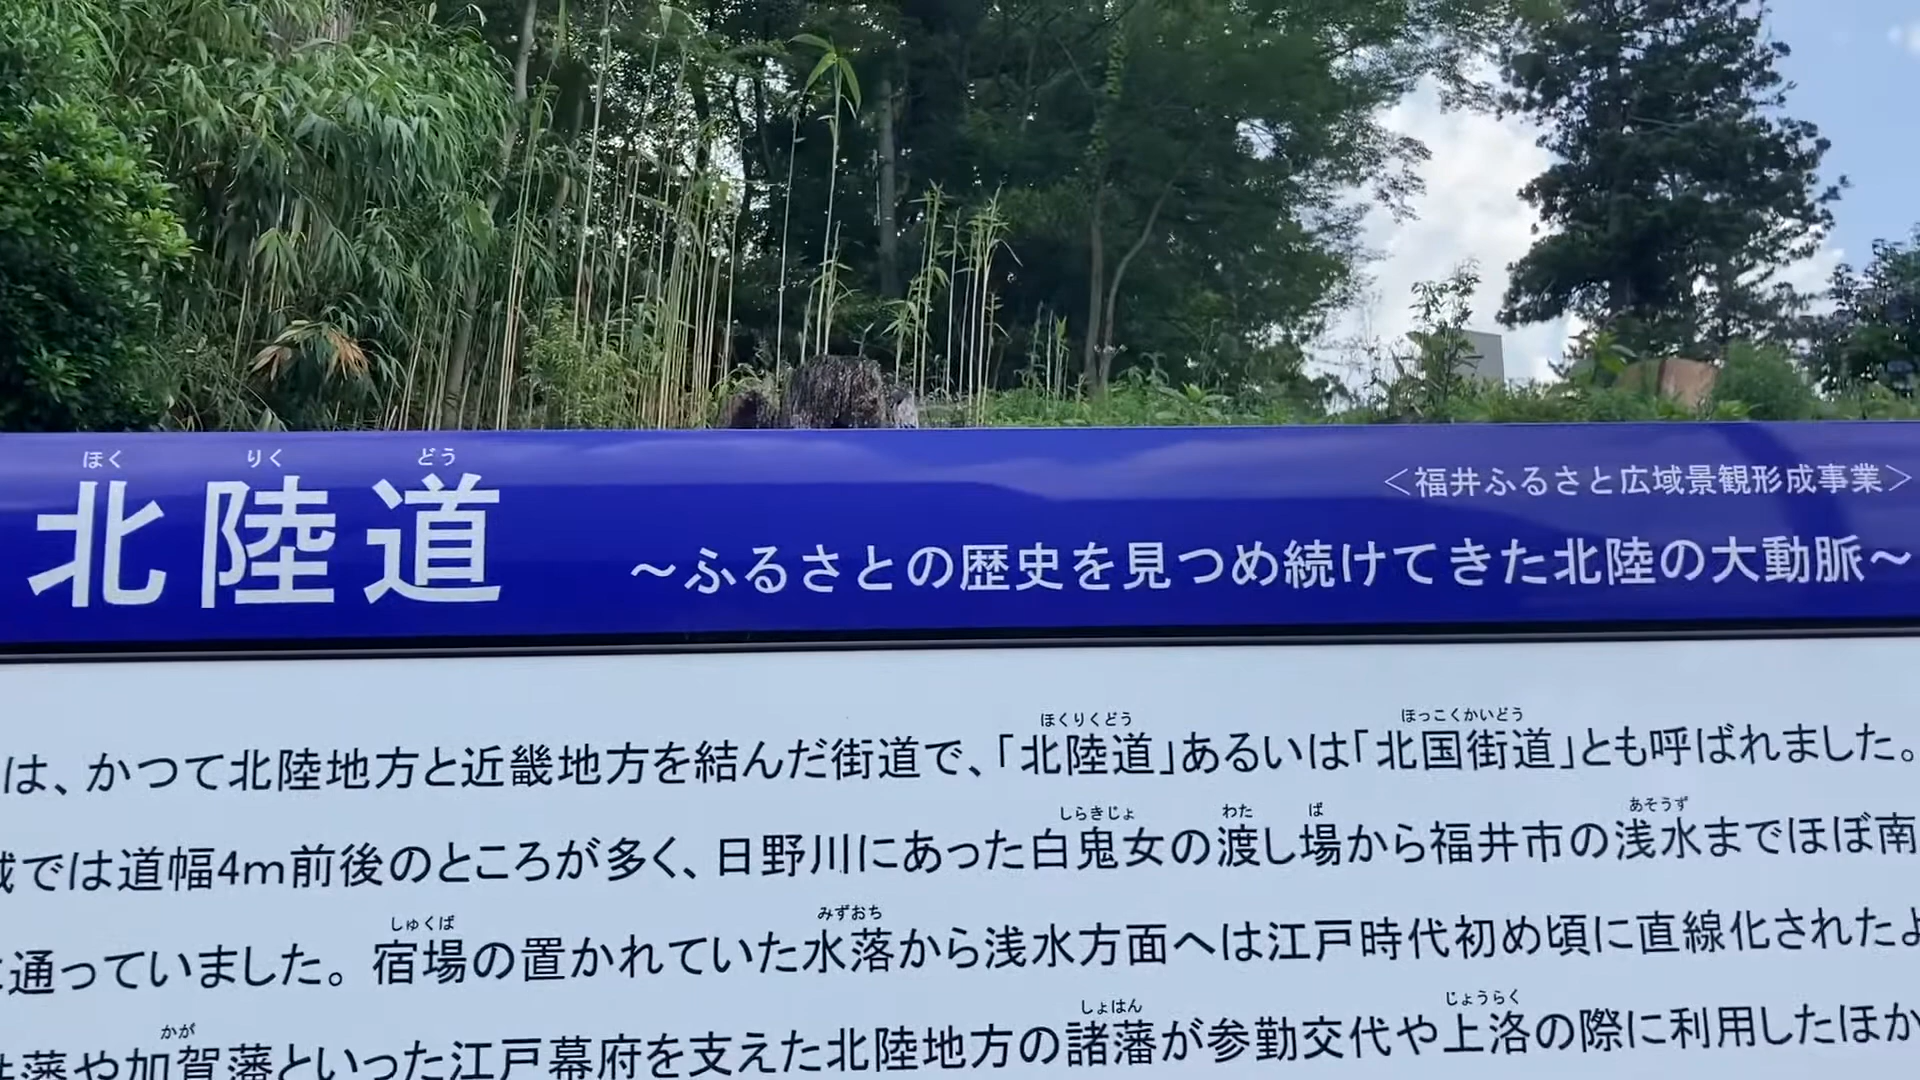 ほく りく どう
北陸道
＜福井ふるさと広域景観形成事業＞
～ふるさとの歴史を見つめ続けてきた北陸の大動脈～
ほくりくどう ほっこくかいどう
は、かつて北陸地方と近畿地方を結んだ街道で、「北陸道」あるいは「北国街道」とも呼ばれました。
しらきじょ わた ば あそうず
では道幅4m前後のところが多く、日野川にあった白鬼女の渡し場から福井市の浅水までほぼ南
しゅくば みずおち
通っていました。宿場の置かれていた水落から浅水方面へは江戸時代初め頃に直線化されたよ
かが しょはん じょうらく
藩や加賀藩といった江戸幕府を支えた北陸地方の諸藩が参勤交代や上洛の際に利用したほか